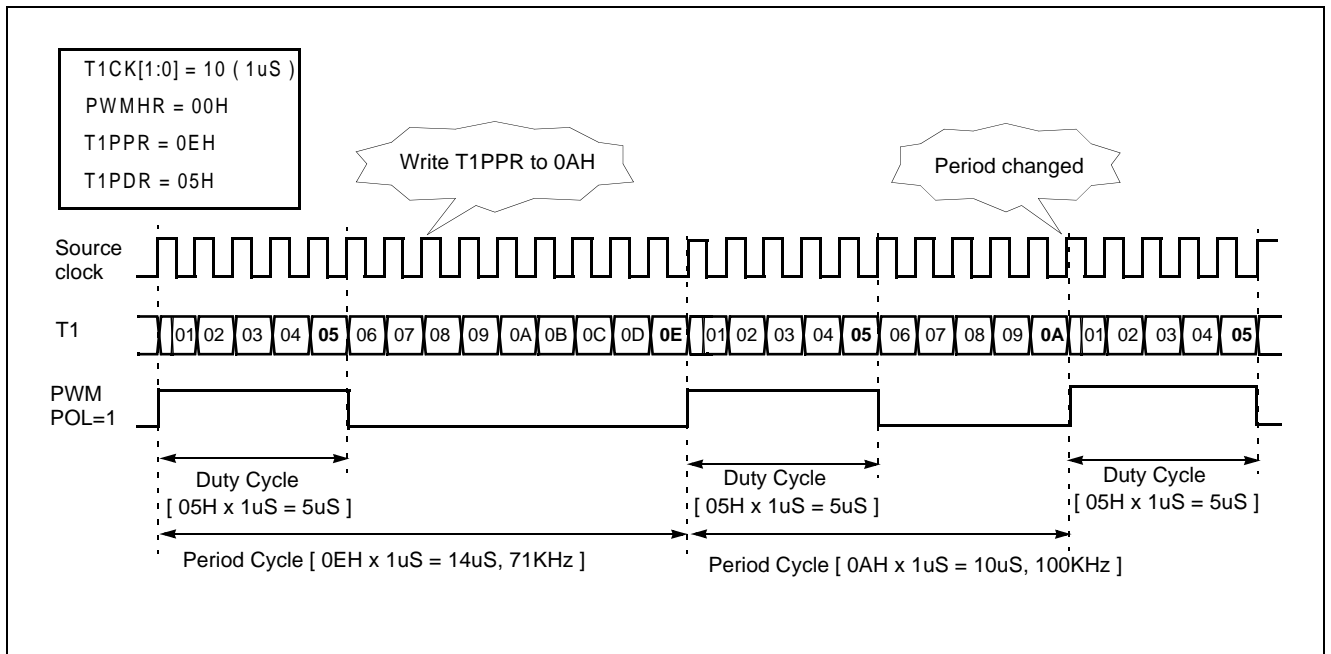 T1CK[1:0] = 10 ( 1uS )
PWMHR = 00H
T1PPR = 0EH
T1PDR = 05H
Write T1PPR to 0AH
Period changed
Source
clock
T1
01 02 03 04 05 06 07 08 09 0A 0B 0C 0D 0E 01 02 03 04 05 06 07 08 09 0A 01 02 03 04 05
PWM
POL=1
Duty Cycle
[ 05H x 1uS = 5uS ]
Duty Cycle
[ 05H x 1uS = 5uS ]
Duty Cycle
[ 05H x 1uS = 5uS ]
Period Cycle [ 0EH x 1uS = 14uS, 71KHz ]
Period Cycle [ 0AH x 1uS = 10uS, 100KHz ]